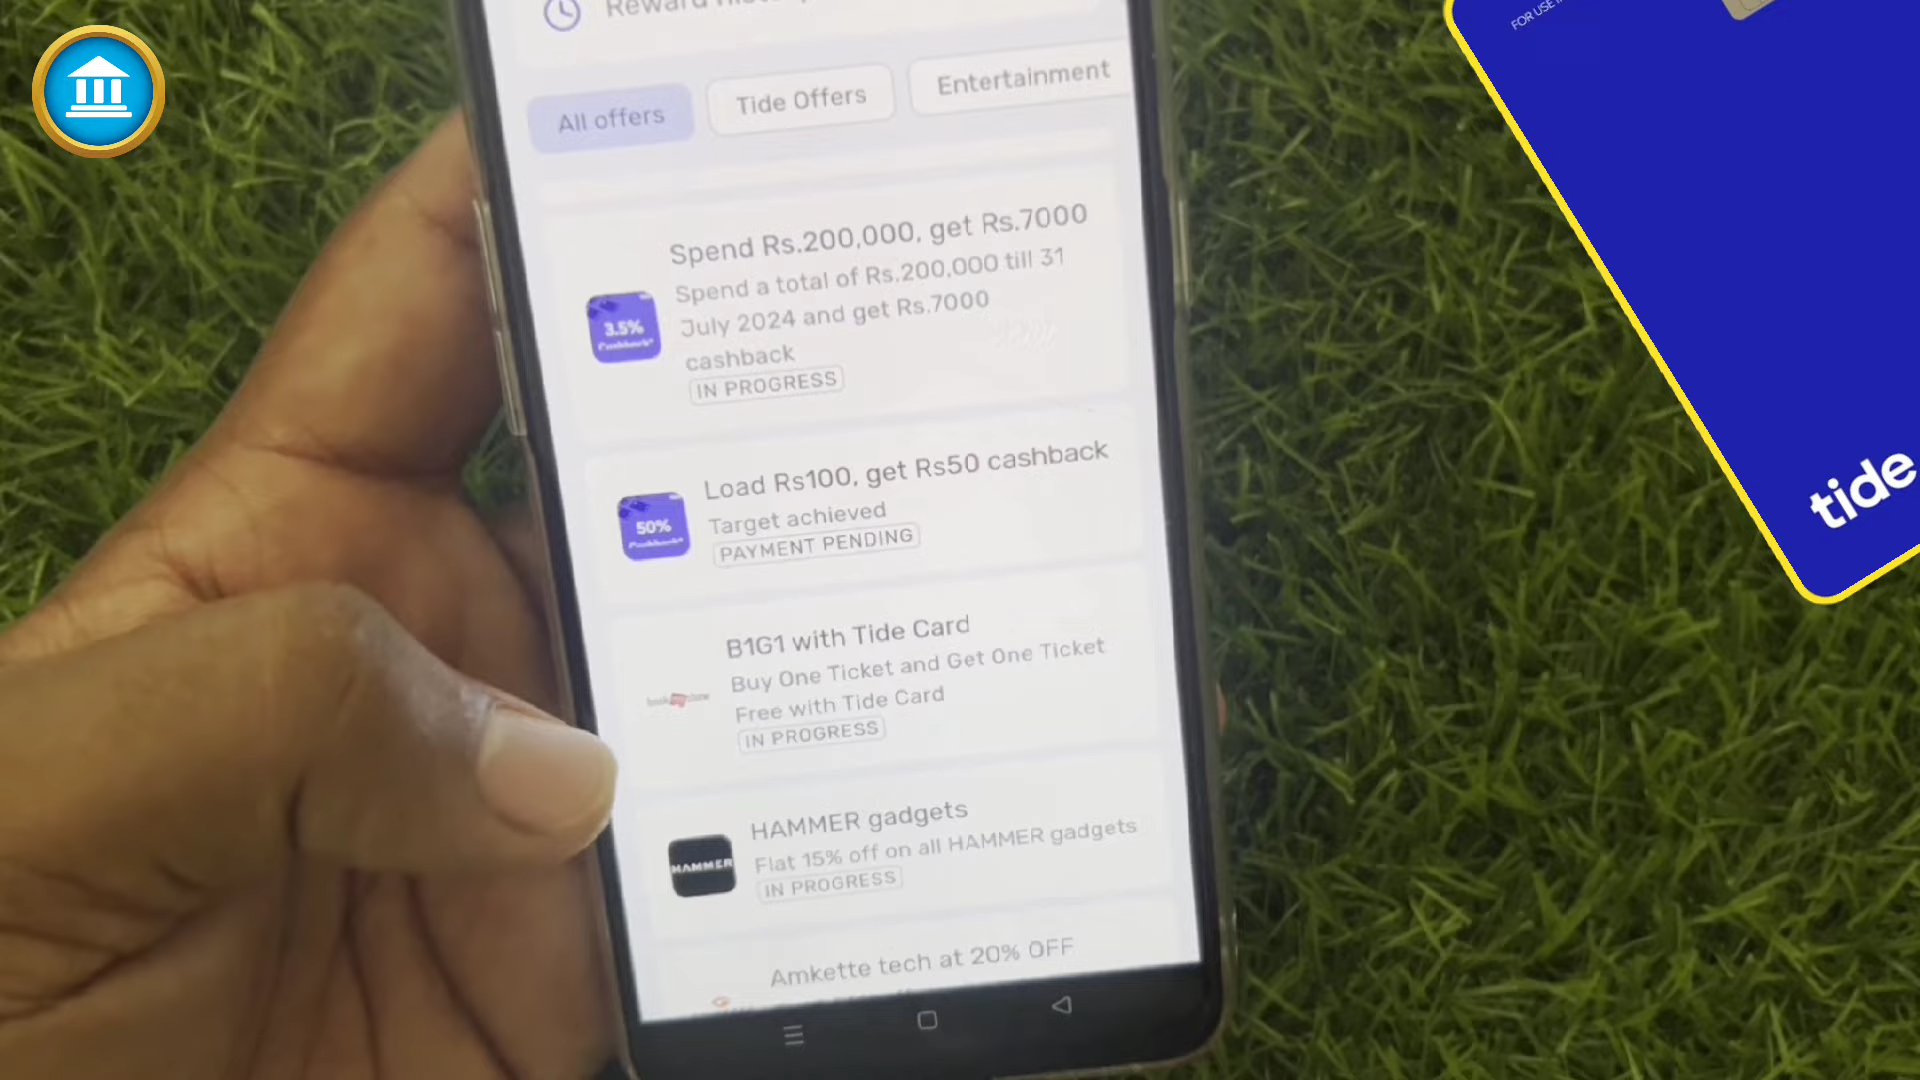 FOR USE
Reward
All offers
Tide Offers
Entertainment
Spend Rs.200,000, get Rs.7000
Spend a total of Rs.200,000 till 31
July 2024 and get Rs.7000
cashback
IN PROGRESS
3.5%
Cashback*
Load Rs100, get Rs50 cashback
Target achieved
PAYMENT PENDING
50%
Cashback*
B1G1 with Tide Card
Buy One Ticket and Get One Ticket
Free with Tide Card
IN PROGRESS
HAMMER gadgets
Flat 15% off on all HAMMER gadgets
IN PROGRESS
HAMMER
Amkette tech at 20% OFF
tide